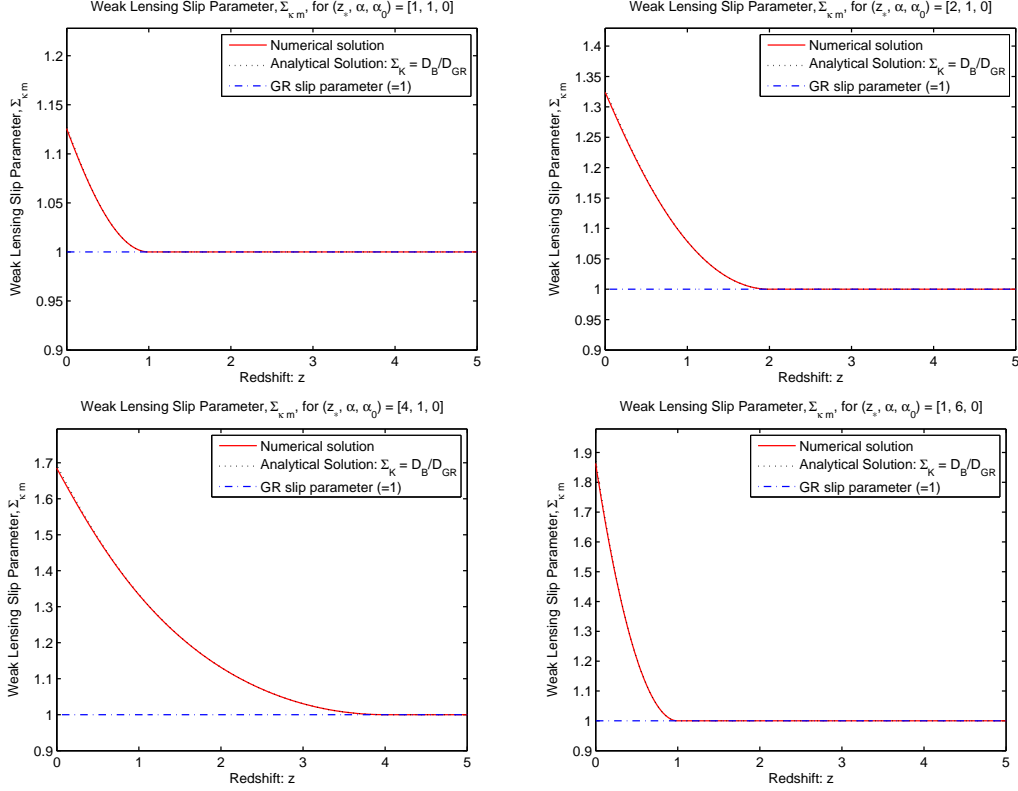 Weak Lensing Slip Parameter, Σκ m, for (z*, α, α0) = [1, 1, 0]
Numerical solution
Analytical Solution: ΣK = DB/DGR
GR slip parameter (=1)
Weak Lensing Slip Parameter, Σκ m
1.2
1.15
1.1
1.05
1
0.95
0.9
0 1 2 3 4 5
Redshift: z
Weak Lensing Slip Parameter, Σκ m, for (z*, α, α0) = [2, 1, 0]
Numerical solution
Analytical Solution: ΣK = DB/DGR
GR slip parameter (=1)
Weak Lensing Slip Parameter, Σκ m
1.4
1.35
1.3
1.25
1.2
1.15
1.1
1.05
1
0.95
0.9
0 1 2 3 4 5
Redshift: z
Weak Lensing Slip Parameter, Σκ m, for (z*, α, α0) = [4, 1, 0]
Numerical solution
Analytical Solution: ΣK = DB/DGR
GR slip parameter (=1)
Weak Lensing Slip Parameter, Σκ m
1.7
1.6
1.5
1.4
1.3
1.2
1.1
1
0.9
0 1 2 3 4 5
Redshift: z
Weak Lensing Slip Parameter, Σκ m, for (z*, α, α0) = [1, 6, 0]
Numerical solution
Analytical Solution: ΣK = DB/DGR
GR slip parameter (=1)
Weak Lensing Slip Parameter, Σκ m
1.9
1.8
1.7
1.6
1.5
1.4
1.3
1.2
1.1
1
0.9
0 1 2 3 4 5
Redshift: z